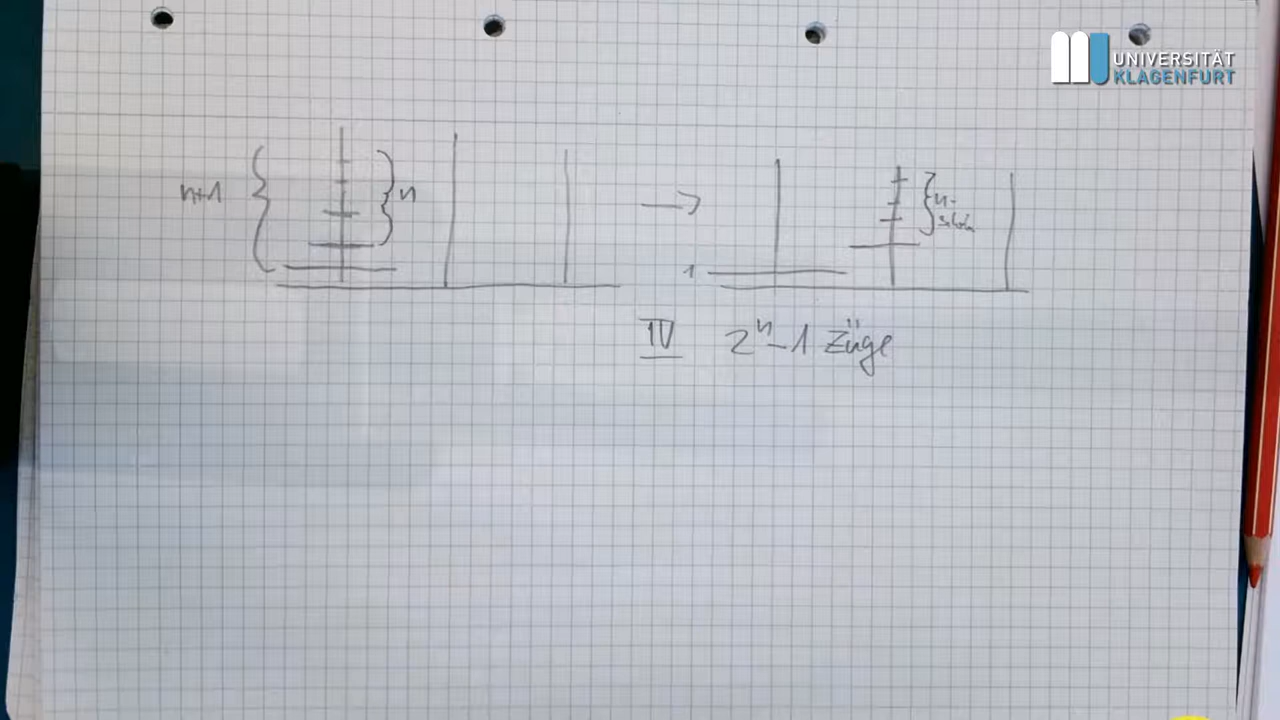 UNIVERSITÄT
KLAGENFURT
n+1
n
n-
1
IV 2ⁿ-1 Züge